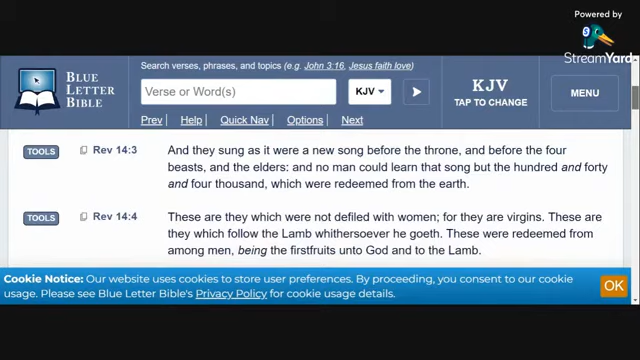 Powered by
StreamYard
Search verses, phrases, and topics (e.g. John 3:16, Jesus faith love)
BLUE
LETTER
BIBLE
Verse or Word(s)
KJV
KJV
TAP TO CHANGE
MENU
Prev | Help | Quick Nav | Options | Next
TOOLS Rev 14:3 And they sung as it were a new song before the throne, and before the four
beasts, and the elders: and no man could learn that song but the hundred and forty
and four thousand, which were redeemed from the earth.
TOOLS Rev 14:4 These are they which were not defiled with women; for they are virgins. These are
they which follow the Lamb whithersoever he goeth. These were redeemed from
among men, being the firstfruits unto God and to the Lamb.
Cookie Notice: Our website uses cookies to store user preferences. By proceeding, you consent to our cookie
usage. Please see Blue Letter Bible's Privacy Policy for cookie usage details.
OK